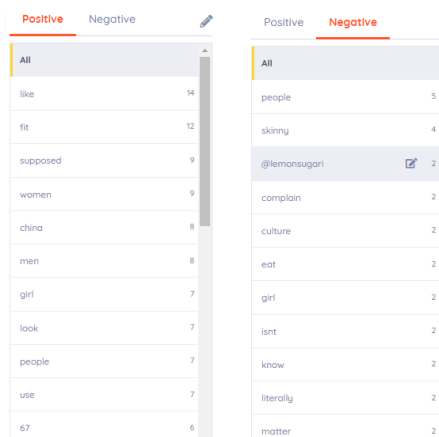 Positive Negative
All
like 14
fit 12
supposed 9
women 9
china 8
men 8
girl 7
look 7
people 7
use 7
67 6
Positive Negative
All
people 5
skinny 4
@lemonsugari 2
complain 2
culture 2
eat 2
girl 2
isnt 2
know 2
literally 2
matter 2